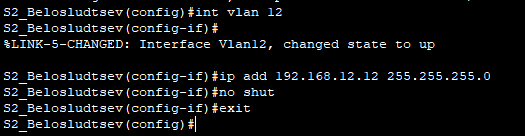 S2_Belosludtsev(config)#int vlan 12
S2_Belosludtsev(config-if)#
%LINK-5-CHANGED: Interface Vlan12, changed state to up
S2_Belosludtsev(config-if)#ip add 192.168.12.12 255.255.255.0
S2_Belosludtsev(config-if)#no shut
S2_Belosludtsev(config-if)#exit
S2_Belosludtsev(config)#